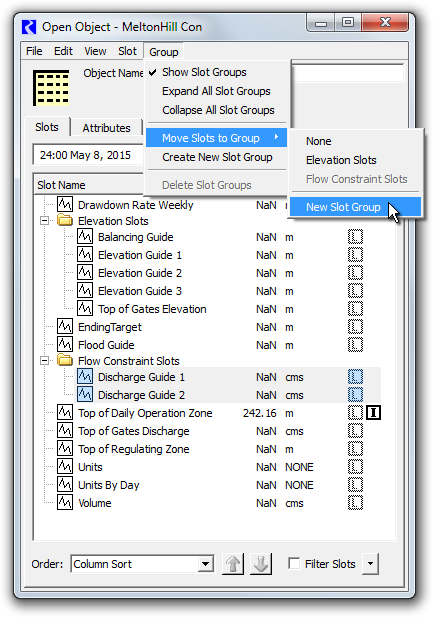 Open Object - MeltonHill Con
File Edit View Slot Group
Object Name
Show Slot Groups
Expand All Slot Groups
Collapse All Slot Groups
Move Slots to Group
Create New Slot Group
Delete Slot Groups
None
Elevation Slots
Flow Constraint Slots
New Slot Group
Slots Attributes
24:00 May 8, 2015
Slot Name
Drawdown Rate Weekly NaN m
Elevation Slots
Balancing Guide NaN m
Elevation Guide 1 NaN m
Elevation Guide 2 NaN m
Elevation Guide 3 NaN m
Top of Gates Elevation NaN m
EndingTarget NaN m
Flood Guide NaN m
Flow Constraint Slots
Discharge Guide 1 NaN cms
Discharge Guide 2 NaN cms
Top of Daily Operation Zone 242.16 m I
Top of Gates Discharge NaN cms
Top of Regulating Zone NaN m
Units NaN NONE
Units By Day NaN NONE
Volume NaN cms
Order: Column Sort Filter Slots